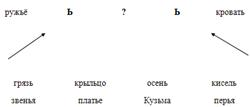 ружьё Ь ? Ь кровать
грязь крыльцо осень кисель
звенья платье Кузьма перья